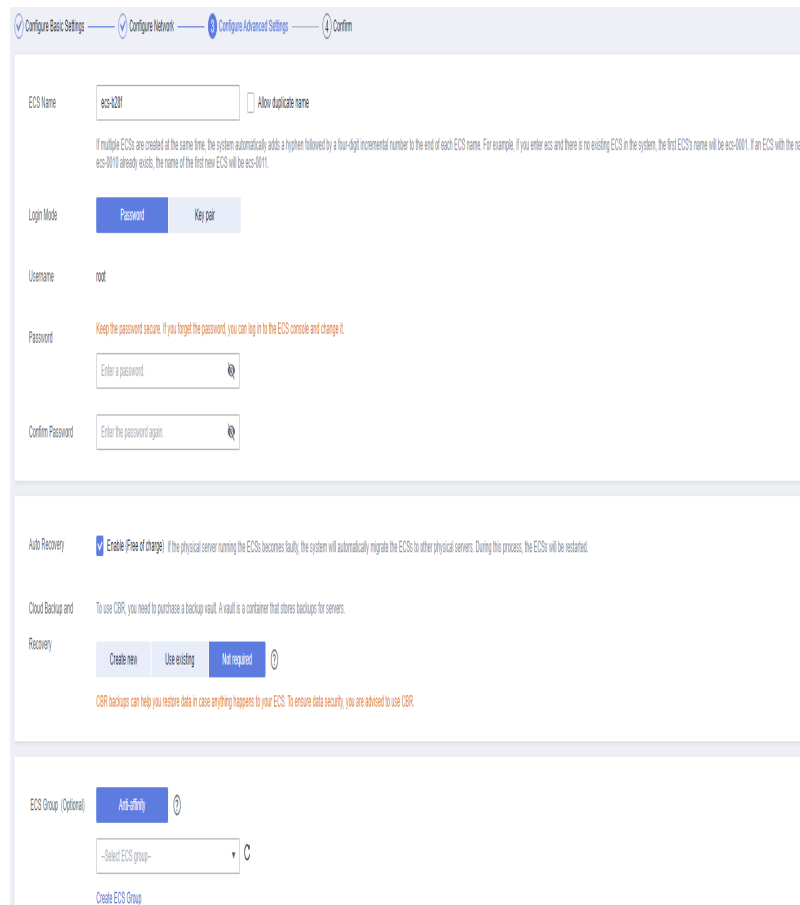 Configure Basic Settings Configure Network 3 Configure Advanced Settings 4 Confirm
ECS Name ecs-b28f Allow duplicate name
If multiple ECSs are created at the same time, the system automatically adds a hyphen followed by a four-digit incremental number to the end of each ECS name. For example, if you enter ecs and there is no existing ECS in the system, the first ECS's name will be ecs-0001. If an ECS with the na
ecs-0010 already exists, the name of the first new ECS will be ecs-0011.
Login Mode Password Key pair
Username root
Password Keep the password secure. If you forget the password, you can log in to the ECS console and change it.
Enter a password.
Confirm Password Enter the password again.
Auto Recovery Enable (Free of charge) If the physical server running the ECSs becomes faulty, the system will automatically migrate the ECSs to other physical servers. During this process, the ECSs will be restarted.
Cloud Backup and To use CBR, you need to purchase a backup vault. A vault is a container that stores backups for servers.
Recovery
Create new Use existing Not required ?
CBR backups can help you restore data in case anything happens to your ECS. To ensure data security, you are advised to use CBR.
ECS Group (Optional) Anti-affinity ?
--Select ECS group--
Create ECS Group